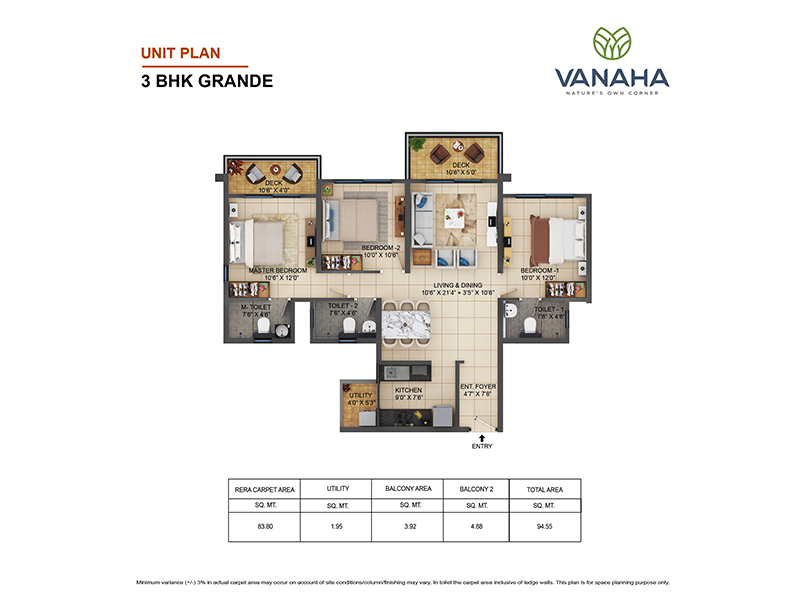 UNIT PLAN
3 BHK GRANDE
VANAHA
NATURE'S OWN CORNER
DECK
10'6" X 5'0"
DECK
10'6" X 4'0"
BEDROOM -2
10'0" X 10'6"
MASTER BEDROOM
10'6" X 12'0"
BEDROOM -1
10'0" X 12'0"
LIVING & DINING
10'6" X 21'4" + 3'5" X 10'6"
M- TOILET
7'6" X 4'6"
TOILET - 2
7'6" X 4'6"
TOILET - 1
7'6" X 4'6"
KITCHEN
9'0" X 7'6"
ENT. FOYER
4'7" X 7'8"
UTILITY
4'0" X 5'3"
ENTRY
RERA CARPET AREA UTILITY BALCONY AREA BALCONY 2 TOTAL AREA
SQ. MT. SQ. MT. SQ. MT. SQ. MT. SQ. MT.
83.80 1.95 3.92 4.88 94.55
Minimum variance (+/-) 3% in actual carpet area may occur on account of site conditions/column/finishing may vary. In toilet the carpet area inclusive of ledge walls. This plan is for space planning purpose only.